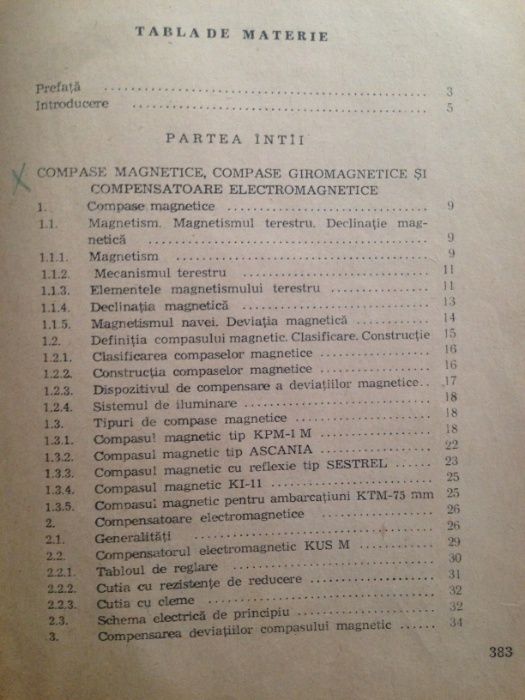 TABLA DE MATERIE
Prefață .......... 3
Introducere .......... 5
PARTEA ÎNTÎI
COMPASE MAGNETICE, COMPASE GIROMAGNETICE ȘI
COMPENSATOARE ELECTROMAGNETICE
1. Compase magnetice .......... 9
1.1. Magnetism. Magnetismul terestru. Declinație mag-
netică .......... 9
1.1.1. Magnetism .......... 9
1.1.2. Mecanismul terestru .......... 11
1.1.3. Elementele magnetismului terestru .......... 11
1.1.4. Declinația magnetică .......... 13
1.1.5. Magnetismul navei. Deviația magnetică .......... 14
1.2. Definiția compasului magnetic. Clasificare. Construcție 15
1.2.1. Clasificarea compaselor magnetice .......... 16
1.2.2. Construcția compaselor magnetice .......... 16
1.2.3. Dispozitivul de compensare a deviațiilor magnetice.. 17
1.2.4. Sistemul de iluminare .......... 18
1.3. Tipuri de compase magnetice .......... 18
1.3.1. Compasul magnetic tip KPM-1 M .......... 18
1.3.2. Compasul magnetic tip ASCANIA .......... 22
1.3.3. Compasul magnetic cu reflexie tip SESTREL .......... 23
1.3.4. Compasul magnetic KI-11 .......... 25
1.3.5. Compasul magnetic pentru ambarcațiuni KTM-75 mm 25
2. Compensatoare electromagnetice .......... 26
2.1. Generalități .......... 26
2.2. Compensatorul electromagnetic KUS M .......... 29
2.2.1. Tabloul de reglare .......... 30
2.2.2. Cutia cu rezistențe de reducere .......... 31
2.2.3. Cutia cu cleme .......... 32
2.3. Schema electrică de principiu .......... 32
3. Compensarea deviațiilor compasului magnetic .......... 34
383